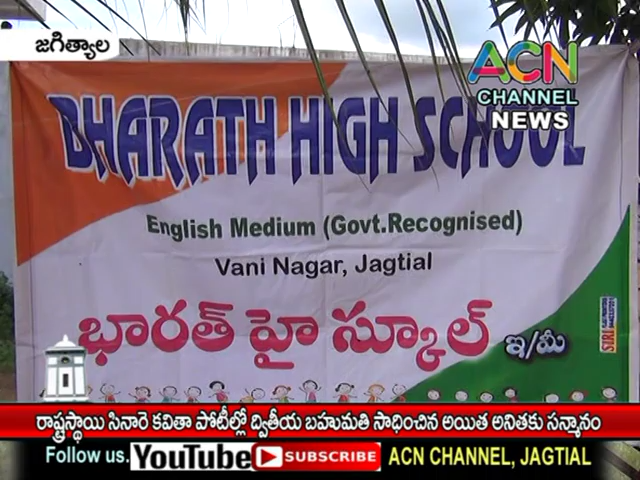 జగిత్యాల
ACN
CHANNEL
NEWS
BHARATH HIGH SCHOOL
English Medium (Govt.Recognised)
Vani Nagar, Jagtial
భారత్ హై స్కూల్ ఇ/మీ
SIRI
రాష్ట్రస్థాయి సినారె కవితా పోటీల్లో ద్వితీయ బహుమతి సాధించిన అయిత అనితకు సన్మానం
Follow us. YouTube SUBSCRIBE ACN CHANNEL, JAGTIAL